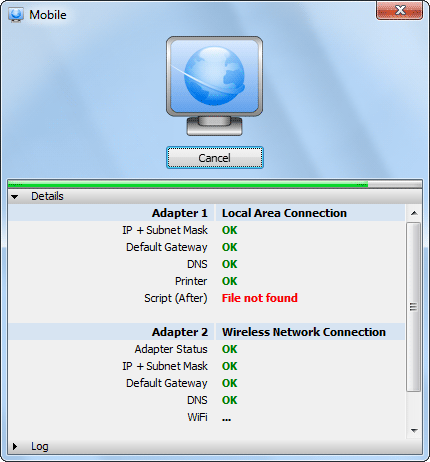 Mobile
Cancel
Details
Adapter 1 Local Area Connection
IP + Subnet Mask OK
Default Gateway OK
DNS OK
Printer OK
Script (After) File not found
Adapter 2 Wireless Network Connection
Adapter Status OK
IP + Subnet Mask OK
Default Gateway OK
DNS OK
WiFi ...
Log